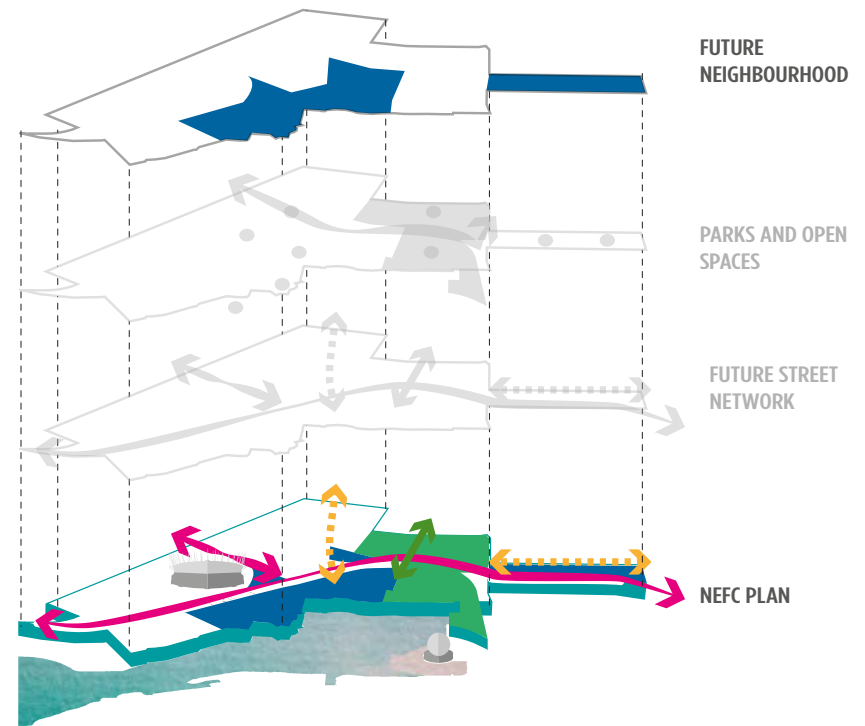 FUTURE
NEIGHBOURHOOD
PARKS AND OPEN
SPACES
FUTURE STREET
NETWORK
NEFC PLAN